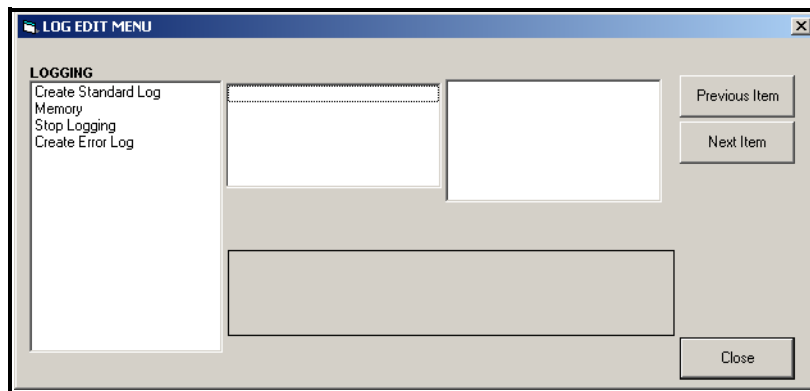 LOG EDIT MENU
LOGGING
Create Standard Log
Memory
Stop Logging
Create Error Log
Previous Item
Next Item
Close